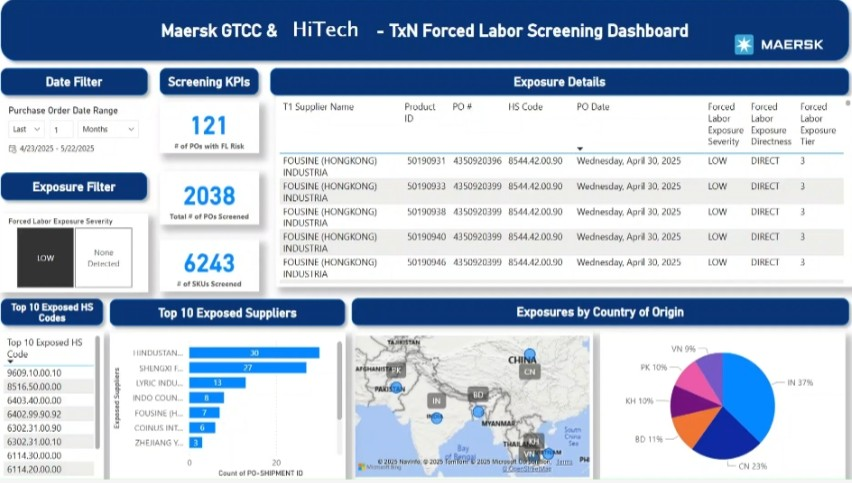 Maersk GTCC & HiTech - TxN Forced Labor Screening Dashboard
MAERSK
Date Filter
Purchase Order Date Range
Last 1 Months
4/23/2025 - 5/22/2025
Exposure Filter
Forced Labor Exposure Severity
LOW
None
Detected
Screening KPIs
121
# of POs with FL Risk
2038
Total # of POs Screened
6243
# of SKUs Screened
Exposure Details
T1 Supplier Name Product ID PO # HS Code PO Date Forced Labor Exposure Severity Forced Labor Exposure Directness Forced Labor Exposure Tier
FOUSINE (HONGKONG) INDUSTRIA 50190931 4350920396 8544.42.00.90 Wednesday, April 30, 2025 LOW DIRECT 3
FOUSINE (HONGKONG) INDUSTRIA 50190933 4350920399 8544.42.00.90 Wednesday, April 30, 2025 LOW DIRECT 3
FOUSINE (HONGKONG) INDUSTRIA 50190938 4350920399 8544.42.00.90 Wednesday, April 30, 2025 LOW DIRECT 3
FOUSINE (HONGKONG) INDUSTRIA 50190940 4350920399 8544.42.00.90 Wednesday, April 30, 2025 LOW DIRECT 3
FOUSINE (HONGKONG) INDUSTRIA 50190946 4350920399 8544.42.00.90 Wednesday, April 30, 2025 LOW DIRECT 3
Top 10 Exposed HS
Codes
Top 10 Exposed HS
Code
9609.10.00.10
8516.50.00.00
6403.40.00.00
6402.99.90.92
6302.31.00.90
6302.31.00.10
6114.30.00.00
6114.20.00.00
Top 10 Exposed Suppliers
Exposed Suppliers
HINDUSTAN... 30
SHENGXI F... 27
LYRIC INDU... 13
INDO COUN... 8
FOUSINE (H... 7
COINUS INT... 6
ZHEJIANG Y... 3
0 20
Count of PO-SHIPMENT ID
Exposures by Country of Origin
TAJIKISTAN
AFGHANISTAN
PK
PAKISTAN
CHINA
CN
IN
BD
MYANMAR
THAILAND
KH
VN
VIETNAM
Bay of Bengal
South
China
Sea
Microsoft Bing
© 2025 TomTom © 2025 Microsoft Corporation, Terms
© OpenStreetMap
VN 9%
PK 10%
KH 10%
BD 11%
CN 23%
IN 37%